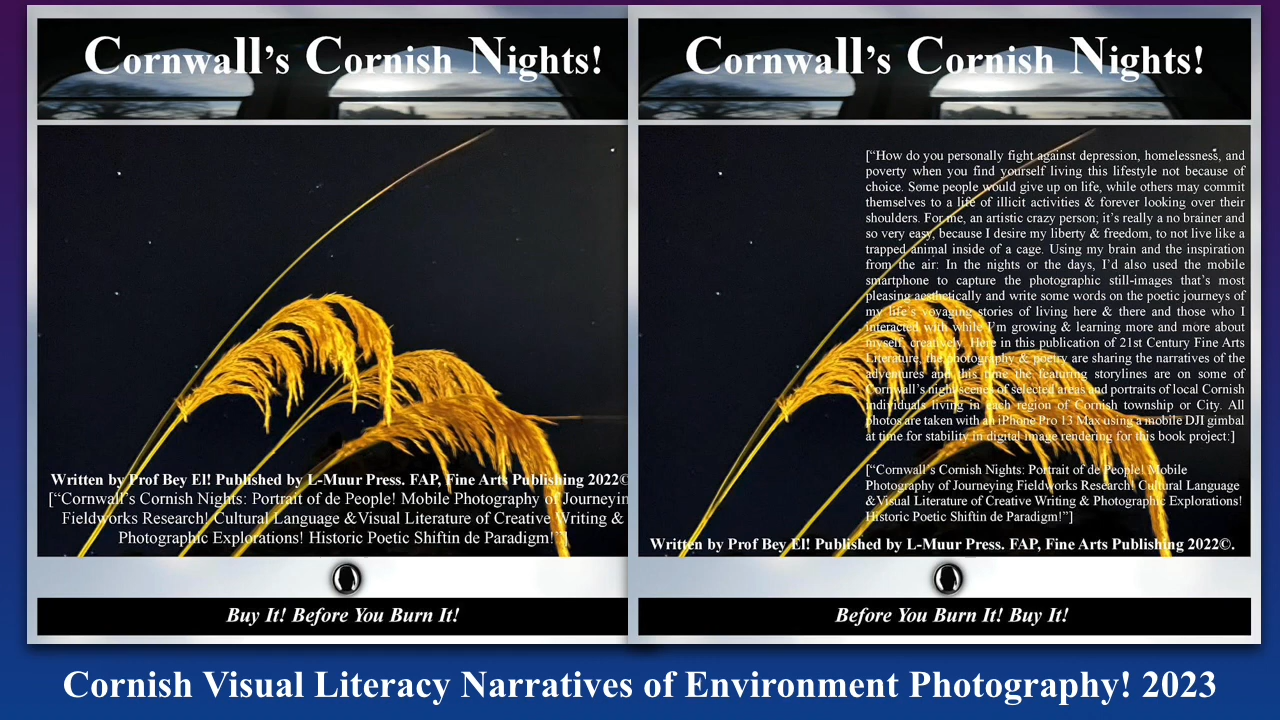 Cornwall's Cornish Nights!
Written by Prof Bey El! Published by L-Muur Press. FAP, Fine Arts Publishing 2022©
[“Cornwall's Cornish Nights: Portrait of de People! Mobile Photography of Journeyin
Fieldworks Research! Cultural Language &Visual Literature of Creative Writing &
Photographic Explorations! Historic Poetic Shiftin de Paradigm!”]
Buy It! Before You Burn It!
Cornwall's Cornish Nights!
[“How do you personally fight against depression, homelessness, and
poverty when you find yourself living this lifestyle not because of
choice. Some people would give up on life, while others may commit
themselves to a life of illicit activities & forever looking over their
shoulders. For me, an artistic crazy person; it's really a no brainer and
so very easy, because I desire my liberty & freedom, to not live like a
trapped animal inside of a cage. Using my brain and the inspiration
from the air: In the nights or the days, I'd also used the mobile
smartphone to capture the photographic still-images that's most
pleasing aesthetically and write some words on the poetic journeys of
my life's voyaging stories of living here & there and those who I
interacted with while I'm growing & learning more and more about
myself, creatively. Here in this publication of 21st Century Fine Arts
Literature, the photography & poetry are sharing the narratives of the
adventures and this time the featuring storylines are on some of
Cornwall's night scenes of selected areas and portraits of local Cornish
individuals living in each region of Cornish township or City. All
photos are taken with an iPhone Pro 13 Max using a mobile DJI gimbal
at time for stability in digital image rendering for this book project:]
[“Cornwall's Cornish Nights: Portrait of de People! Mobile
Photography of Journeying Fieldworks Research! Cultural Language
&Visual Literature of Creative Writing & Photographic Explorations!
Historic Poetic Shiftin de Paradigm!”]
Written by Prof Bey El! Published by L-Muur Press. FAP, Fine Arts Publishing 2022©.
Before You Burn It! Buy It!
Cornish Visual Literacy Narratives of Environment Photography! 2023